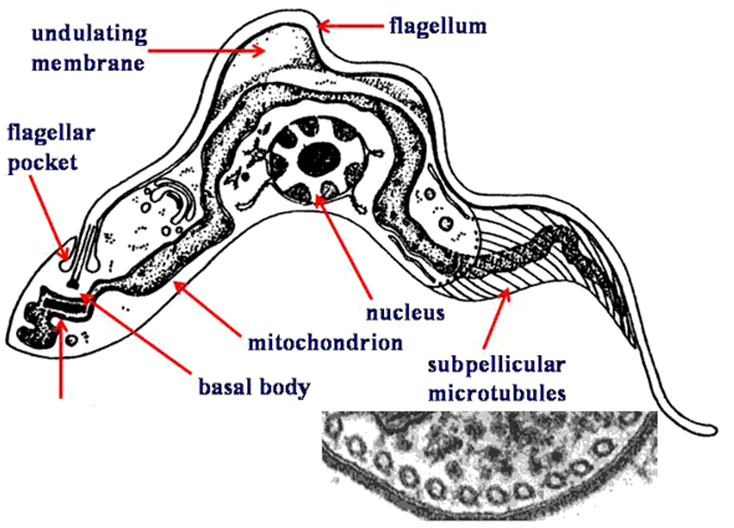 undulating
membrane
flagellum
flagellar
pocket
nucleus
mitochondrion
subpellicular
microtubules
basal body